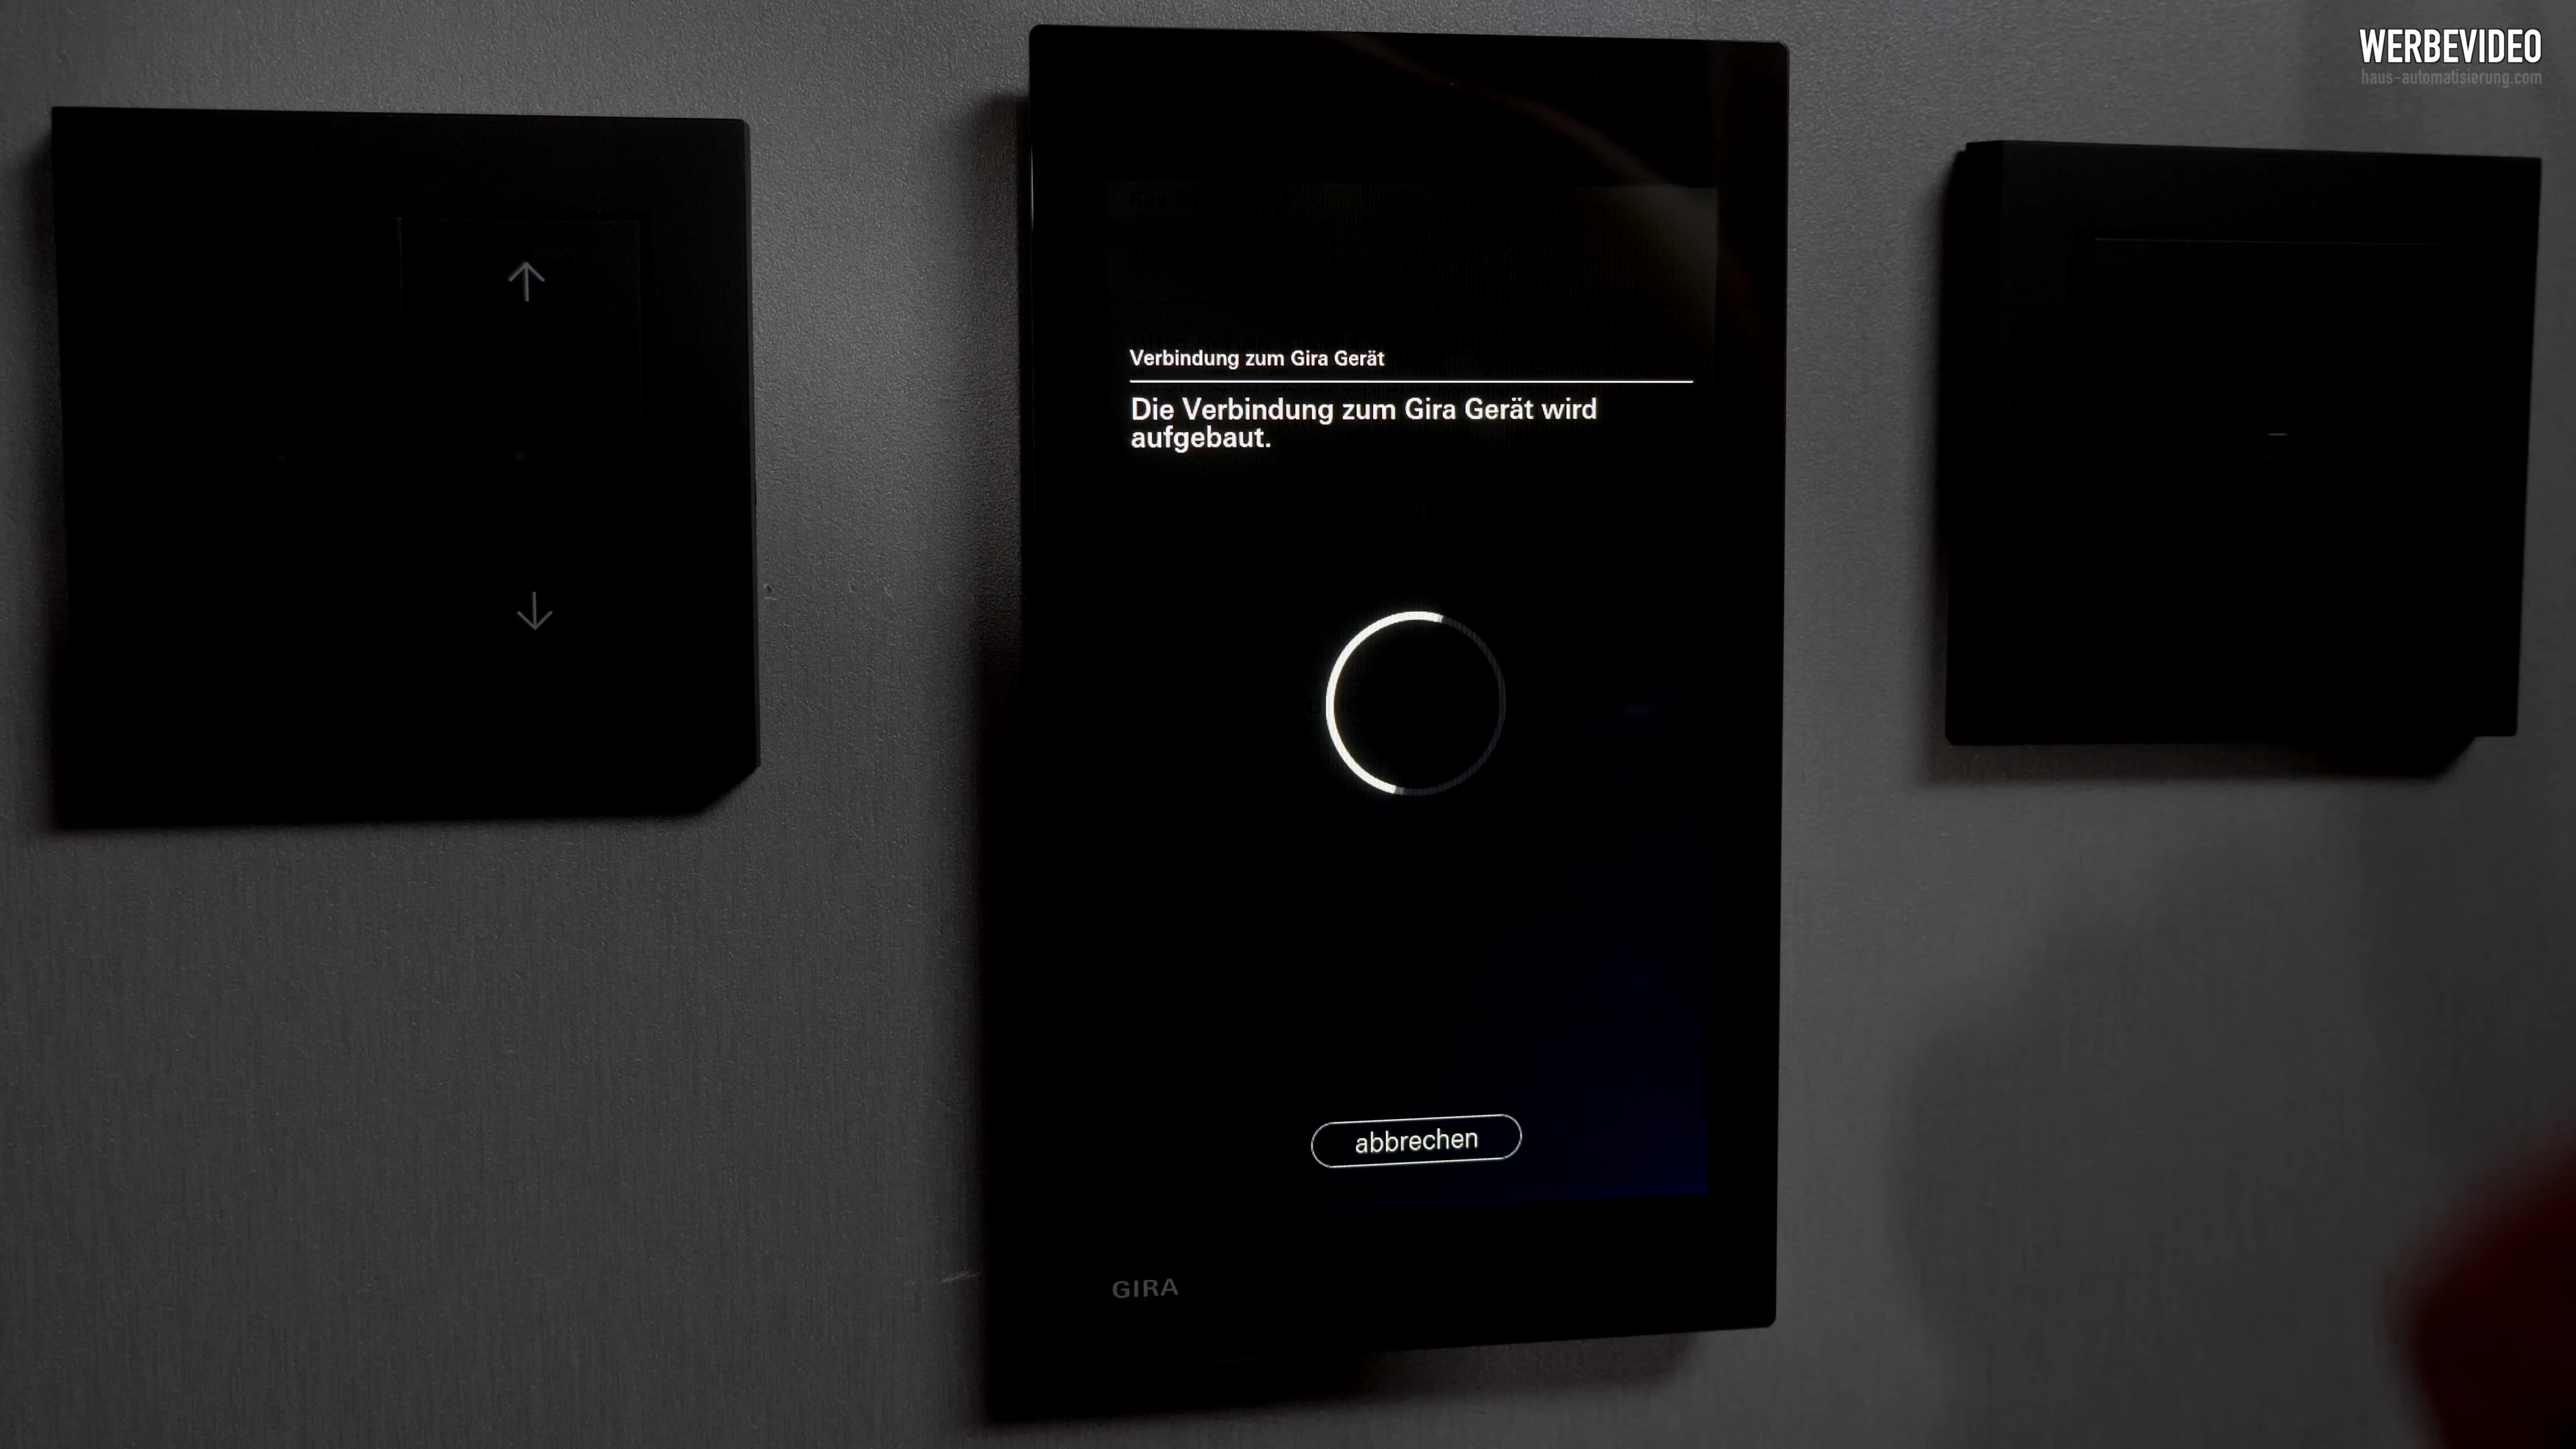 WERBEVIDEO
haus-automatisierung.com
Verbindung zum Gira Gerät
Die Verbindung zum Gira Gerät wird
aufgebaut.
abbrechen
GIRA